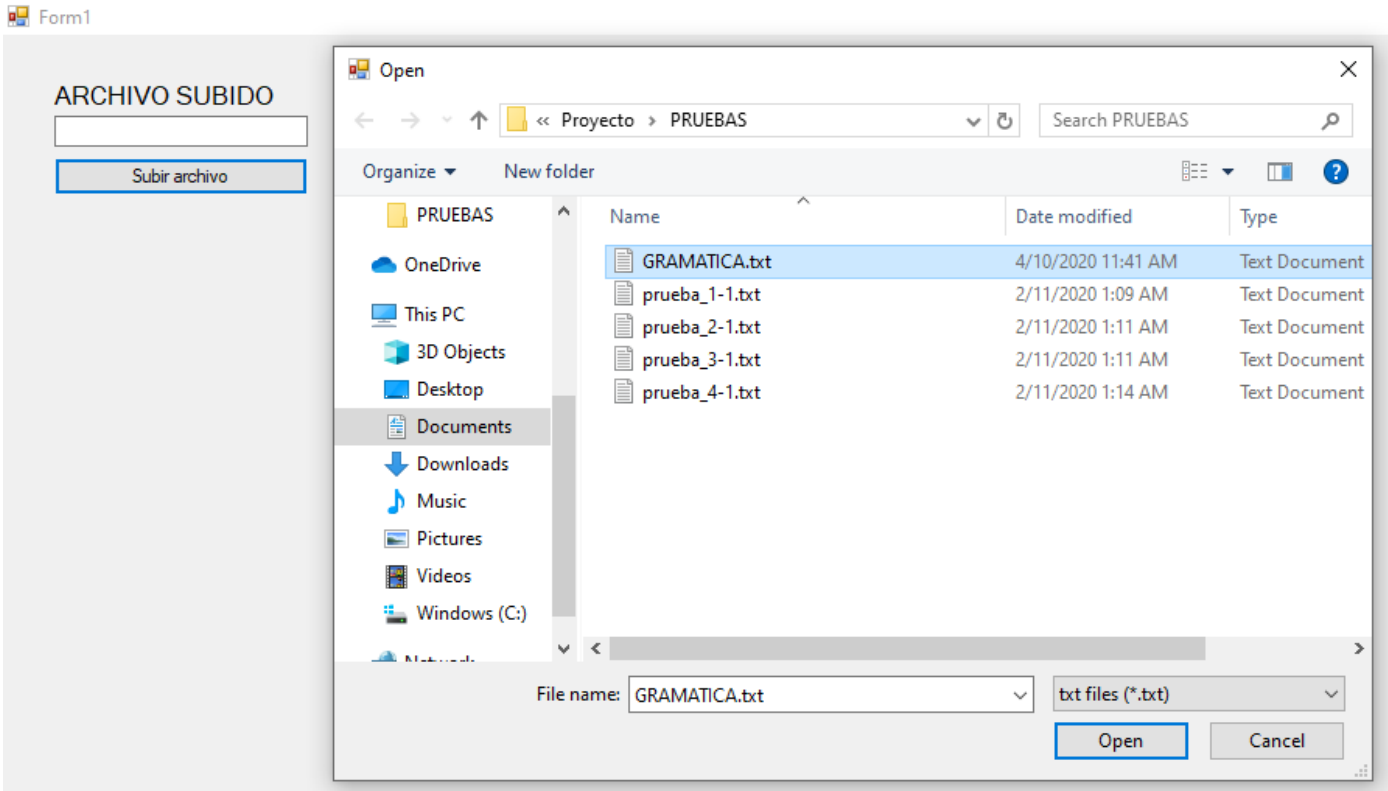 Form1
ARCHIVO SUBIDO
Subir archivo
Open
« Proyecto › PRUEBAS
Search PRUEBAS
Organize
New folder
PRUEBAS
OneDrive
This PC
3D Objects
Desktop
Documents
Downloads
Music
Pictures
Videos
Windows (C:)
Name Date modified Type
GRAMATICA.txt 4/10/2020 11:41 AM Text Document
prueba_1-1.txt 2/11/2020 1:09 AM Text Document
prueba_2-1.txt 2/11/2020 1:11 AM Text Document
prueba_3-1.txt 2/11/2020 1:11 AM Text Document
prueba_4-1.txt 2/11/2020 1:14 AM Text Document
File name: GRAMATICA.txt
txt files (*.txt)
Open
Cancel